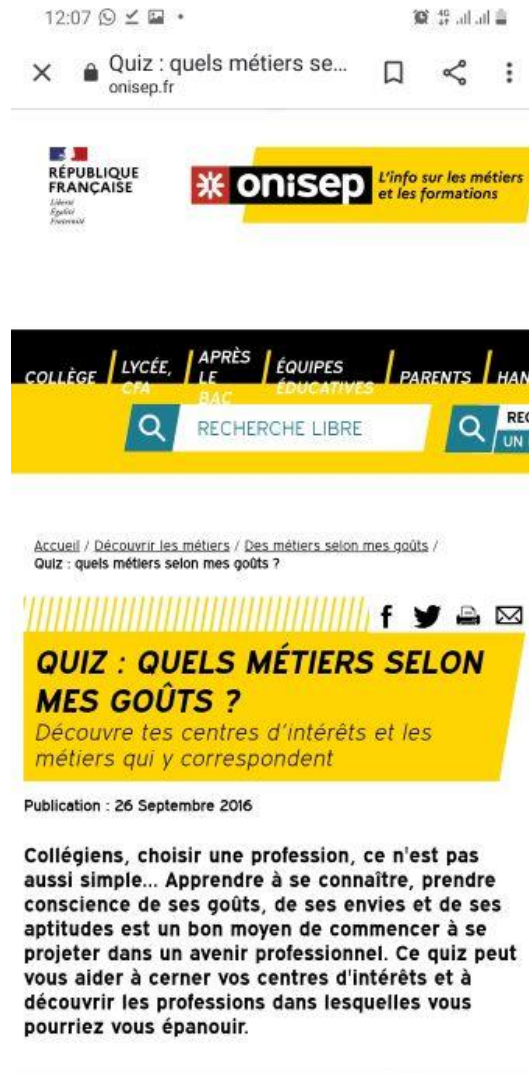 12:07
4G
Quiz : quels métiers se...
onisep.fr
RÉPUBLIQUE
FRANÇAISE
Liberté
Égalité
Fraternité
onisep
L'info sur les métiers
et les formations
COLLÈGE
LYCÉE,
CFA
APRÈS
LE
BAC
ÉQUIPES
ÉDUCATIVES
PARENTS
HAN
RECHERCHE LIBRE
REC
UN
Accueil / Découvrir les métiers / Des métiers selon mes goûts /
Quiz : quels métiers selon mes goûts ?
QUIZ : QUELS MÉTIERS SELON
MES GOÛTS ?
Découvre tes centres d'intérêts et les
métiers qui y correspondent
Publication : 26 Septembre 2016
Collégiens, choisir une profession, ce n'est pas
aussi simple... Apprendre à se connaître, prendre
conscience de ses goûts, de ses envies et de ses
aptitudes est un bon moyen de commencer à se
projeter dans un avenir professionnel. Ce quiz peut
vous aider à cerner vos centres d'intérêts et à
découvrir les professions dans lesquelles vous
pourriez vous épanouir.